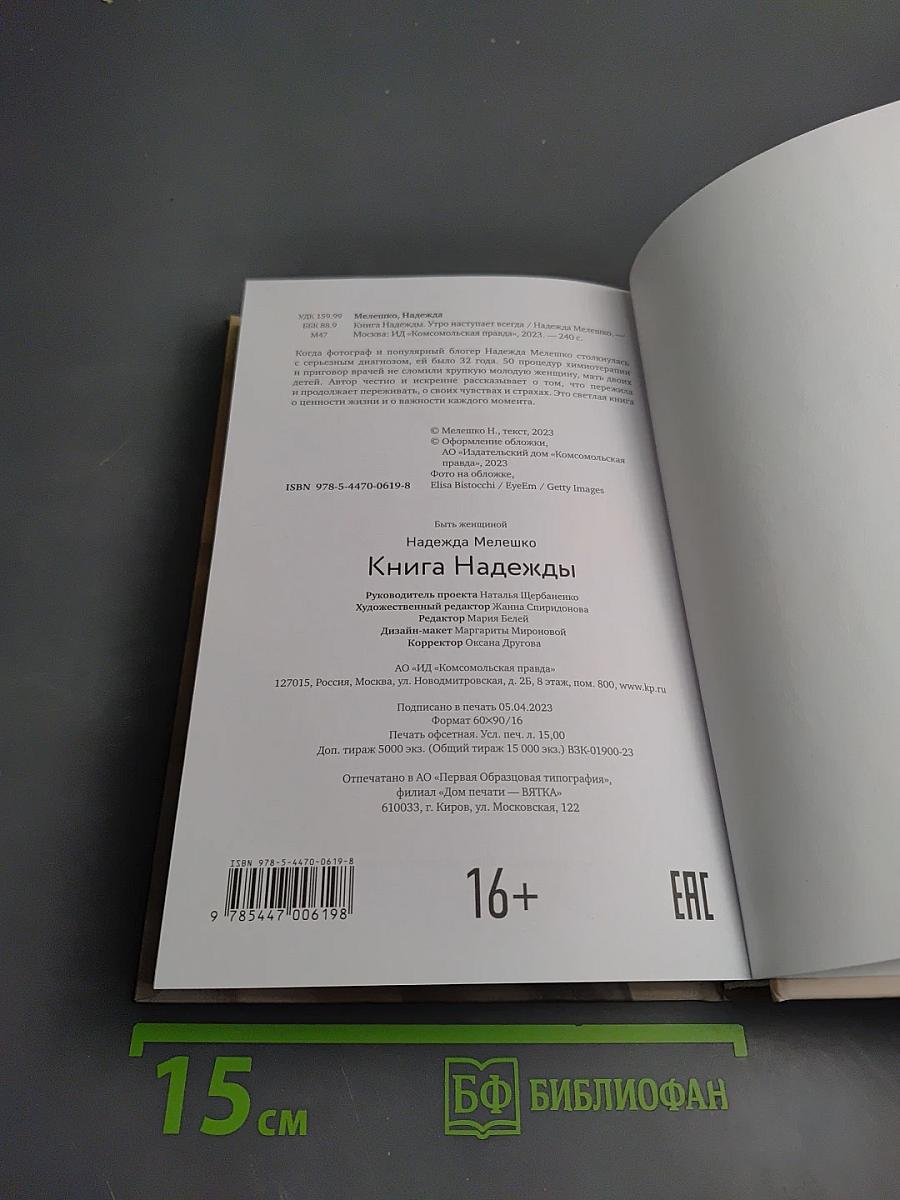 УДК 159.99 Мелешко, Надежда
ББК 88.9 Книга Надежды. Утро наступает всегда / Надежда Мелешко. —
М47 Москва: ИД «Комсомольская правда», 2023. — 240 с.
Когда фотограф и популярный блогер Надежда Мелешко столкнулась
с серьезным диагнозом, ей было 32 года. 50 процедур химиотерапии
и приговор врачей не сломили хрупкую молодую женщину, мать двоих
детей. Автор честно и искренне рассказывает о том, что пережила
и продолжает переживать, о своих чувствах и страхах. Это светлая книга
о ценности жизни и о важности каждого момента.
© Мелешко Н., текст, 2023
© Оформление обложки,
АО «Издательский дом «Комсомольская
правда», 2023
Фото на обложке,
ISBN 978-5-4470-0619-8 Elisa Bistocchi / EyeEm / Getty Images
Быть женщиной
Надежда Мелешко
Книга Надежды
Руководитель проекта Наталья Щербаненко
Художественный редактор Жанна Спиридонова
Редактор Мария Белей
Дизайн-макет Маргариты Мироновой
Корректор Оксана Другова
АО «ИД «Комсомольская правда»
127015, Россия, Москва, ул. Новодмитровская, д. 2Б, 8 этаж, пом. 800, www.kp.ru
Подписано в печать 05.04.2023
Формат 60×90/16
Печать офсетная. Усл. печ. л. 15,00
Доп. тираж 5000 экз. (Общий тираж 15 000 экз.) ВЗК-01900-23
Отпечатано в АО «Первая Образцовая типография»,
филиал «Дом печати — ВЯТКА»
610033, г. Киров, ул. Московская, 122
ISBN 978-5-4470-0619-8
9 785447 006198
16+
EAC
15 см
БФ БИБЛИОФАН